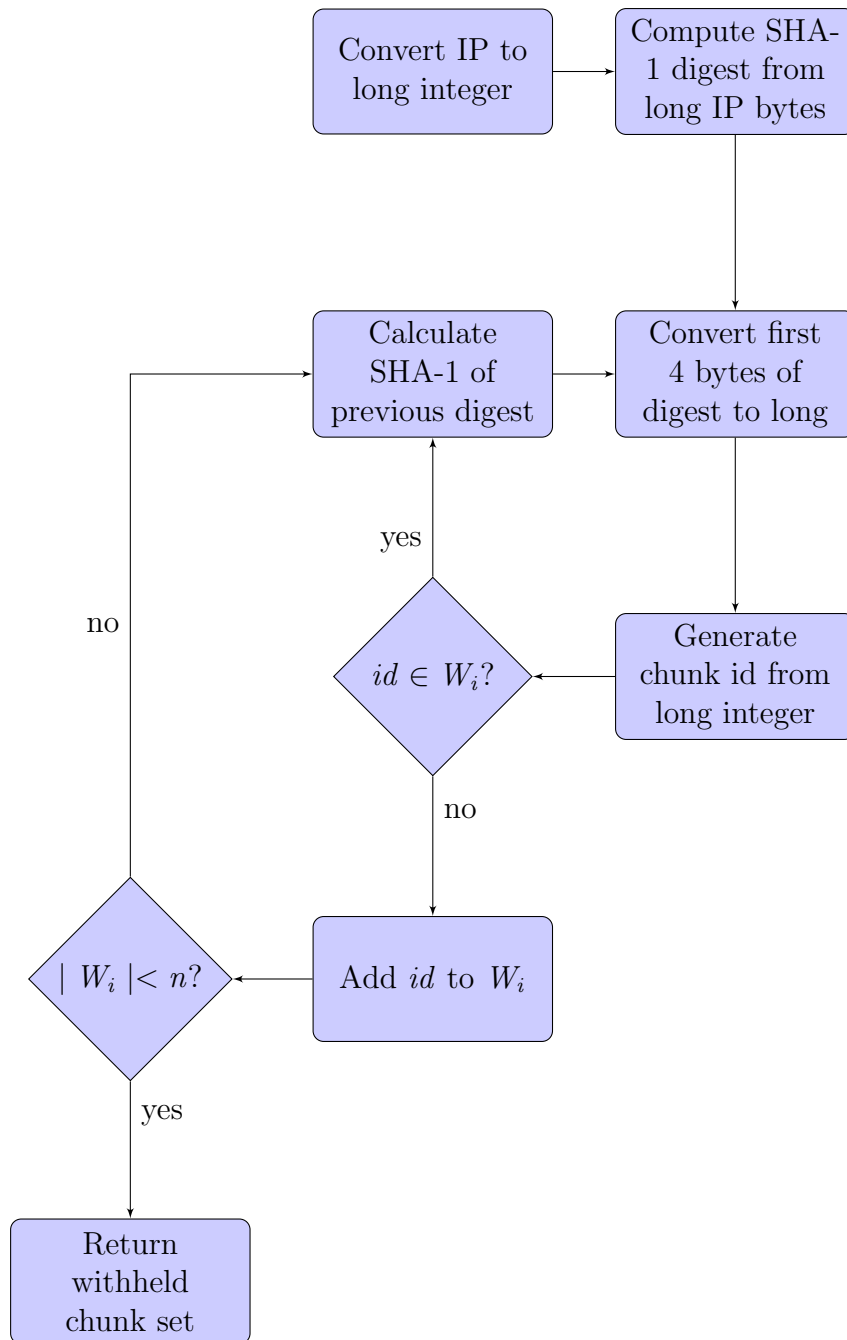 Convert IP to
long integer
Compute SHA-
1 digest from
long IP bytes
Calculate
SHA-1 of
previous digest
Convert first
4 bytes of
digest to long
yes
no
id ∈ W_i?
Generate
chunk id from
long integer
no
| W_i |< n?
Add id to W_i
yes
Return
withheld
chunk set